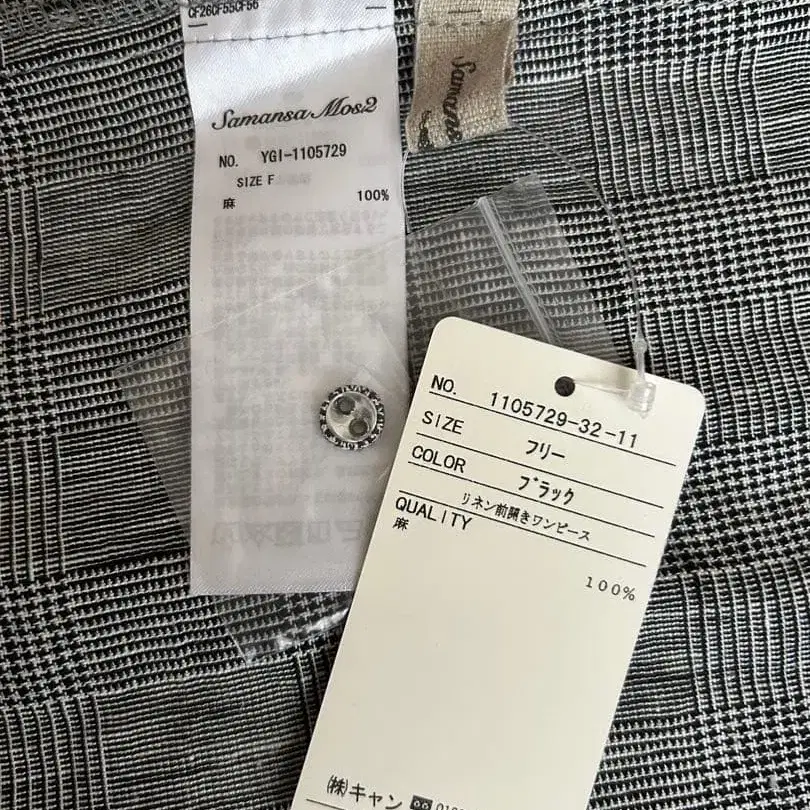 CF26CF55CF56
Samansa Mos2
NO. YGI-1105729
SIZE F
麻 100%
Samansa
NO. 1105729-32-11
SIZE フリー
COLOR ブラック
リネン前開きワンピース
QUALITY
麻
100%
㈱キャン